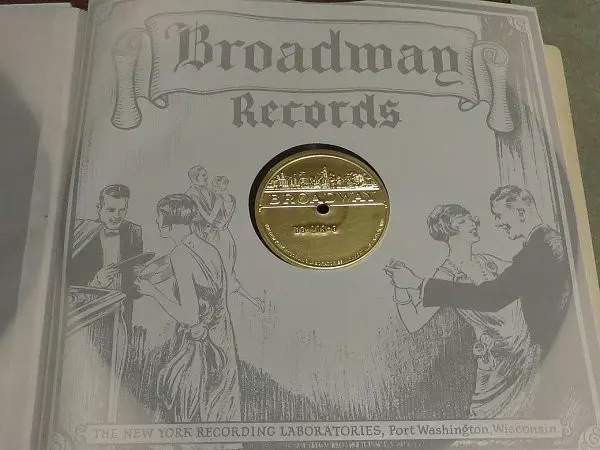 Broadway
Records
BROADWAY
THE NEW YORK RECORDING LABORATORIES, Port Washington, Wisconsin.